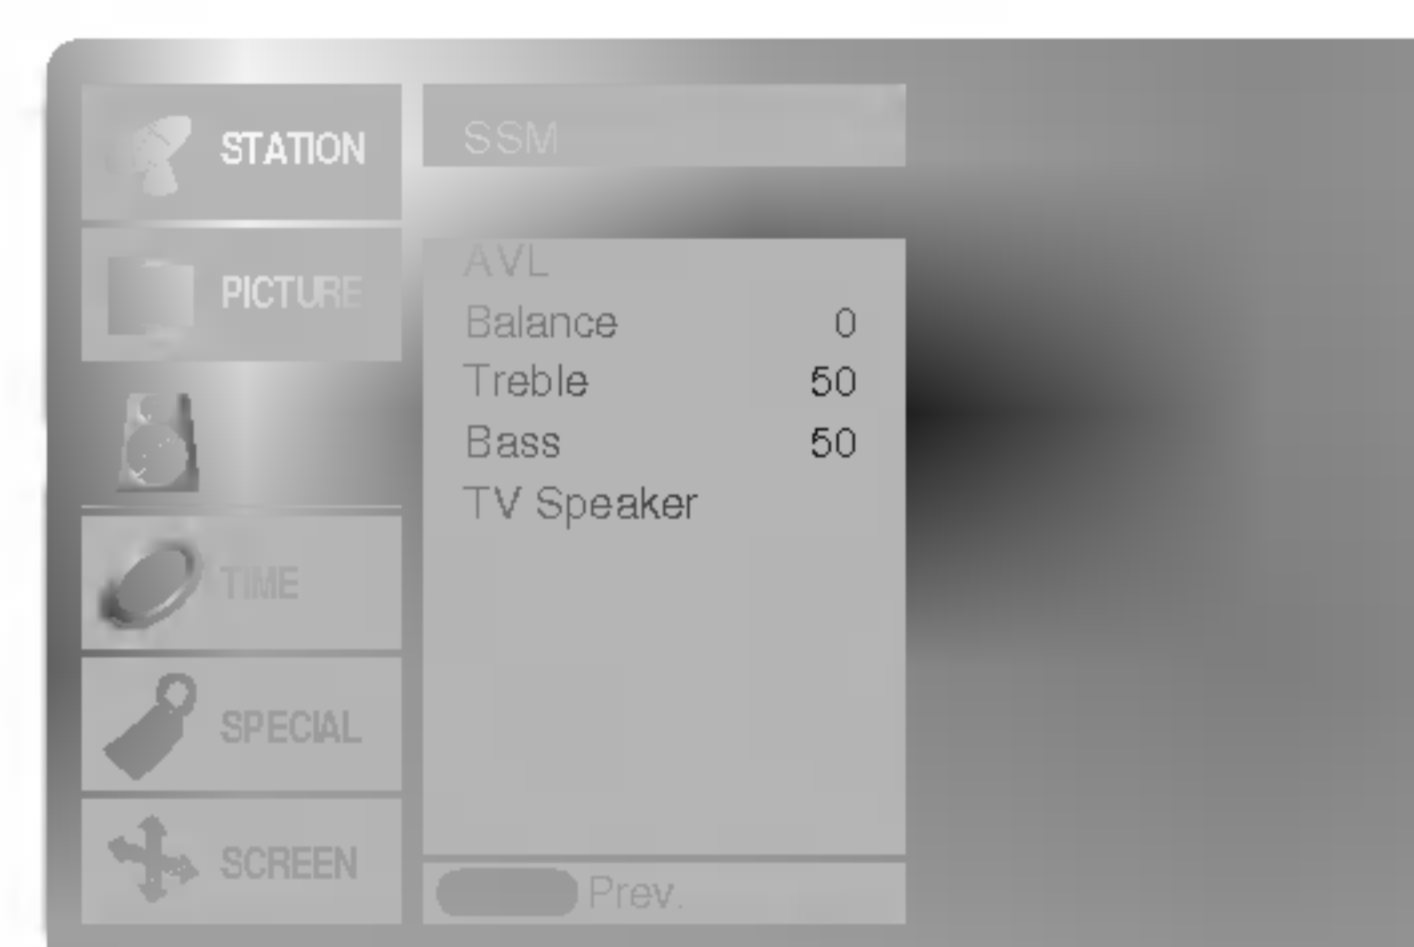 STATION
PICTURE
TIME
SPECIAL
SCREEN
SSM
AVL
Balance 0
Treble 50
Bass 50
TV Speaker
Prev.